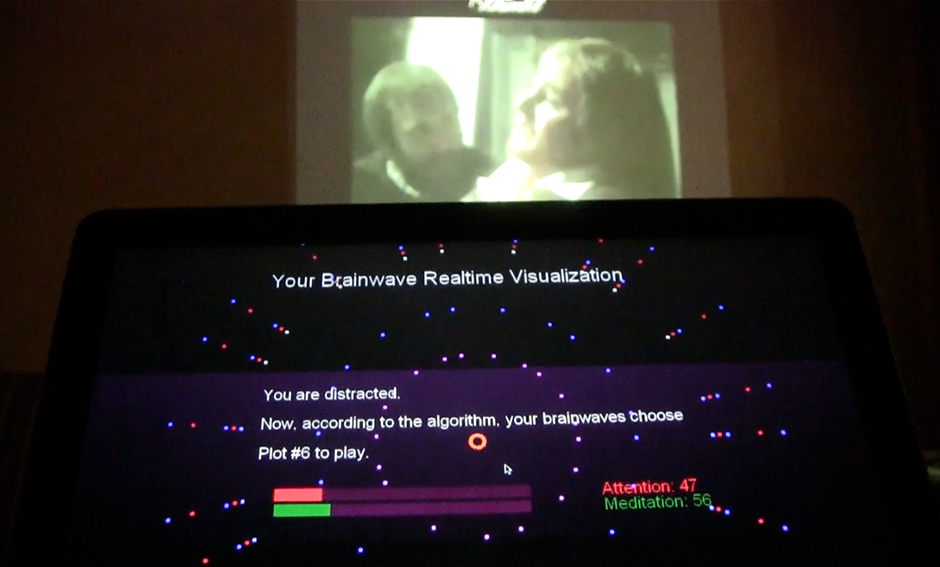 Your Brainwave Realtime Visualization
You are distracted.
Now, according to the algorithm, your brainwaves choose
Plot #6 to play.
Attention: 47
Meditation: 56